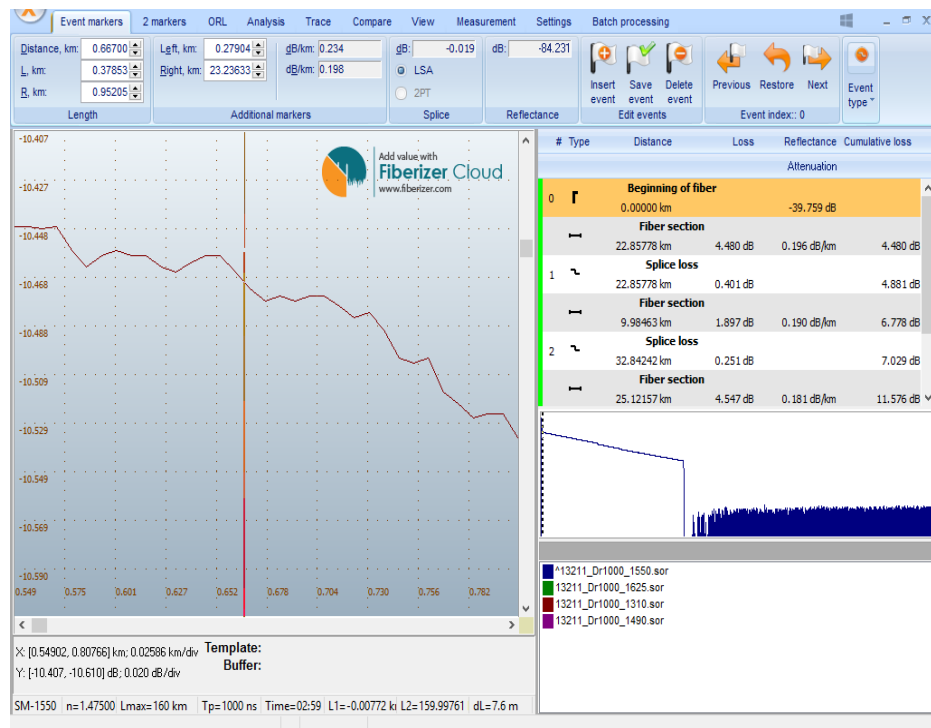 Event markers 2 markers ORL Analysis Trace Compare View Measurement Settings Batch processing
Distance, km: 0.66700 Left, km: 0.27904 dB/km: 0.234 dB: -0.019 dB: -84.231
L, km: 0.37853 Right, km: 23.23633 dB/km: 0.198 LSA
R, km: 0.95205 2PT
Insert event Save event Delete event Previous Restore Next Event type
Length Additional markers Splice Reflectance Edit events Event index:: 0
-10.407
-10.427
-10.448
-10.468
-10.488
-10.509
-10.529
-10.549
-10.569
-10.590
0.549 0.575 0.601 0.627 0.652 0.678 0.704 0.730 0.756 0.782
Add value with
Fiberizer Cloud
www.fiberizer.com
X: [0.54902, 0.80766] km; 0.02586 km/div Template:
Y: [-10.407, -10.610] dB; 0.020 dB/div Buffer:
SM-1550 n=1.47500 Lmax=160 km Tp=1000 ns Time=02:59 L1=-0.00772 ki L2=159.99761 dL=7.6 m
# Type Distance Loss Reflectance Cumulative loss
Attenuation
Beginning of fiber
0 0.00000 km -39.759 dB
Fiber section
22.85778 km 4.480 dB 0.196 dB/km 4.480 dB
Splice loss
1 22.85778 km 0.401 dB 4.881 dB
Fiber section
9.98463 km 1.897 dB 0.190 dB/km 6.778 dB
Splice loss
2 32.84242 km 0.251 dB 7.029 dB
Fiber section
25.12157 km 4.547 dB 0.181 dB/km 11.576 dB
^13211_Dr1000_1550.sor
13211_Dr1000_1625.sor
13211_Dr1000_1310.sor
13211_Dr1000_1490.sor